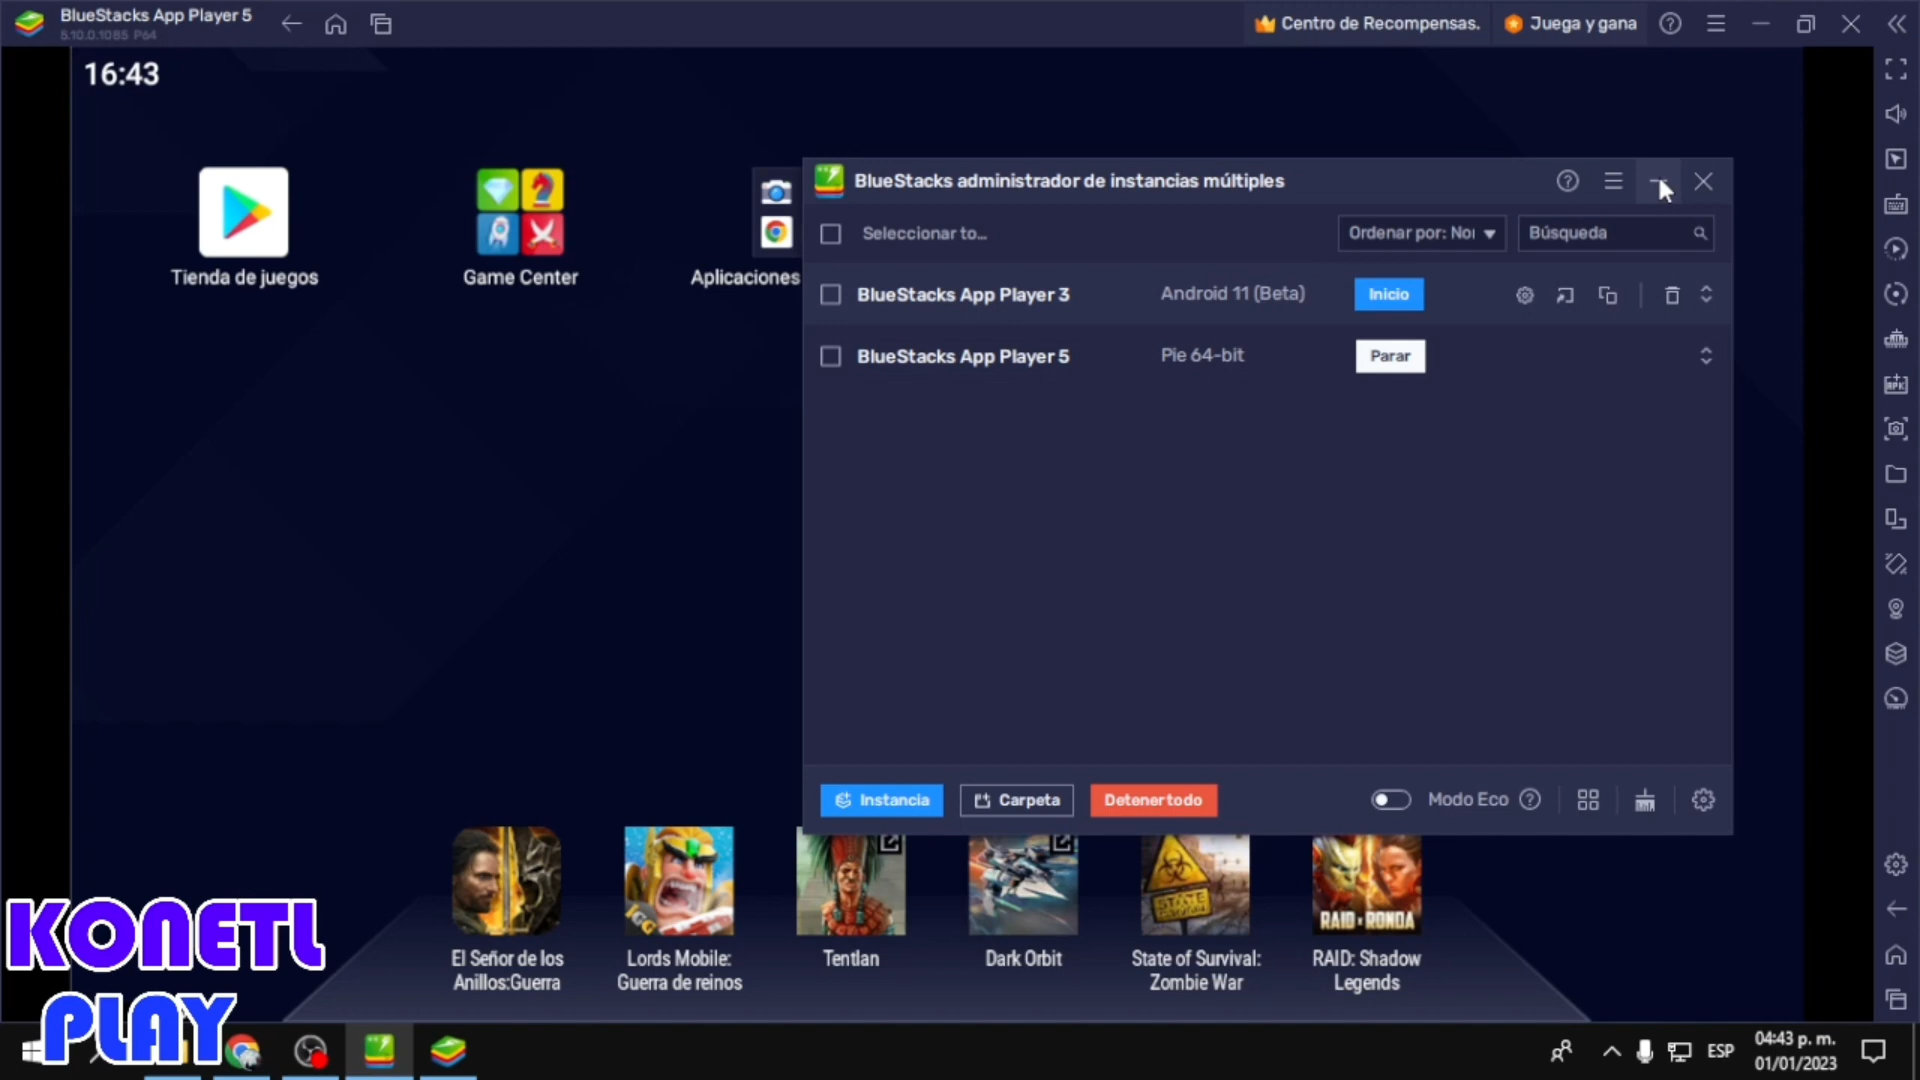 BlueStacks App Player 5
5.10.0.1085 P64
Centro de Recompensas.
Juega y gana
16:43
Tienda de juegos
Game Center
Aplicaciones
BlueStacks administrador de instancias múltiples
Seleccionar to...
Ordenar por: Noi
Búsqueda
BlueStacks App Player 3
Android 11 (Beta)
Inicio
BlueStacks App Player 5
Pie 64-bit
Parar
Instancia
Carpeta
Detener todo
Modo Eco
STATE
RAID RONDA
El Señor de los
Anillos:Guerra
Lords Mobile:
Guerra de reinos
Tentlan
Dark Orbit
State of Survival:
Zombie War
RAID: Shadow
Legends
KONETL
PLAY
ESP
04:43 p. m.
01/01/2023